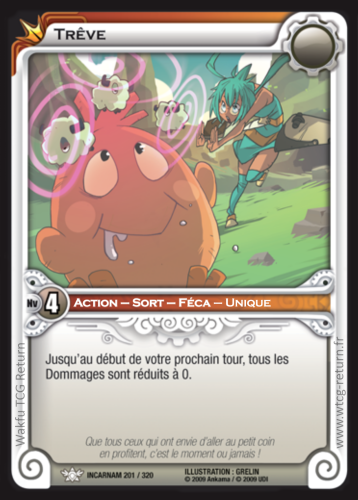 Trêve
Nv 4 Action – Sort – Féca – Unique
Jusqu'au début de votre prochain tour, tous les
Dommages sont réduits à 0.
Que tous ceux qui ont envie d'aller au petit coin
en profitent, c'est le moment ou jamais !
INCARNAM 201 / 320
ILLUSTRATION : GRELIN
© 2009 Ankama / © 2009 UDI
Wakfu TCG Return
www.wtcg-return.fr